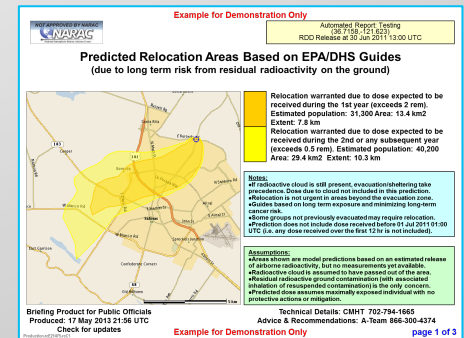 Example for Demonstration Only
NOT APPROVED BY NARAC
NARAC
Automated Report: Testing
(36.7158,-121.623)
RDD Release at 30 Jun 2011 13:00 UTC
Predicted Relocation Areas Based on EPA/DHS Guides
(due to long term risk from residual radioactivity on the ground)
Relocation warranted due to dose expected to be
received during the 1st year (exceeds 2 rem).
Estimated population: 31,300 Area: 13.4 km2
Extent: 7.8 km
Relocation warranted due to dose expected to be
received during the 2nd or any subsequent year
(exceeds 0.5 rem). Estimated population: 40,200
Area: 29.4 km2 Extent: 10.3 km
Notes:
●If radioactive cloud is still present, evacuation/sheltering take
precedence. Dose due to cloud not included in this prediction.
●Relocation is not urgent in areas beyond the evacuation zone.
●Guides based on long term exposure and minimizing long-term
cancer risk.
●Some groups not previously evacuated may require relocation.
●Prediction does not include dose received before 01 Jul 2011 01:00
UTC (i.e. any dose received over the first 12 hr is not included).
Assumptions:
●Areas shown are model predictions based on an estimated release
of airborne radioactivity, but no measurements yet available.
●Radioactive cloud is assumed to have passed out of the area.
●Residual radioactive ground contamination (with associated
inhalation of resuspended contamination) is the only concern.
●Predicted dose assumes maximally exposed individual with no
protective actions or mitigation.
Santa Rita
183
Cooper
101
Salinas
Spreckels Junction
Confederate Corners
68
5 km
Briefing Product for Public Officials
Produced: 17 May 2013 21:56 UTC
Check for updates
Technical Details: CMHT 702-794-1665
Advice & Recommendations: A-Team 866-300-4374
Example for Demonstration Only
page 1 of 3